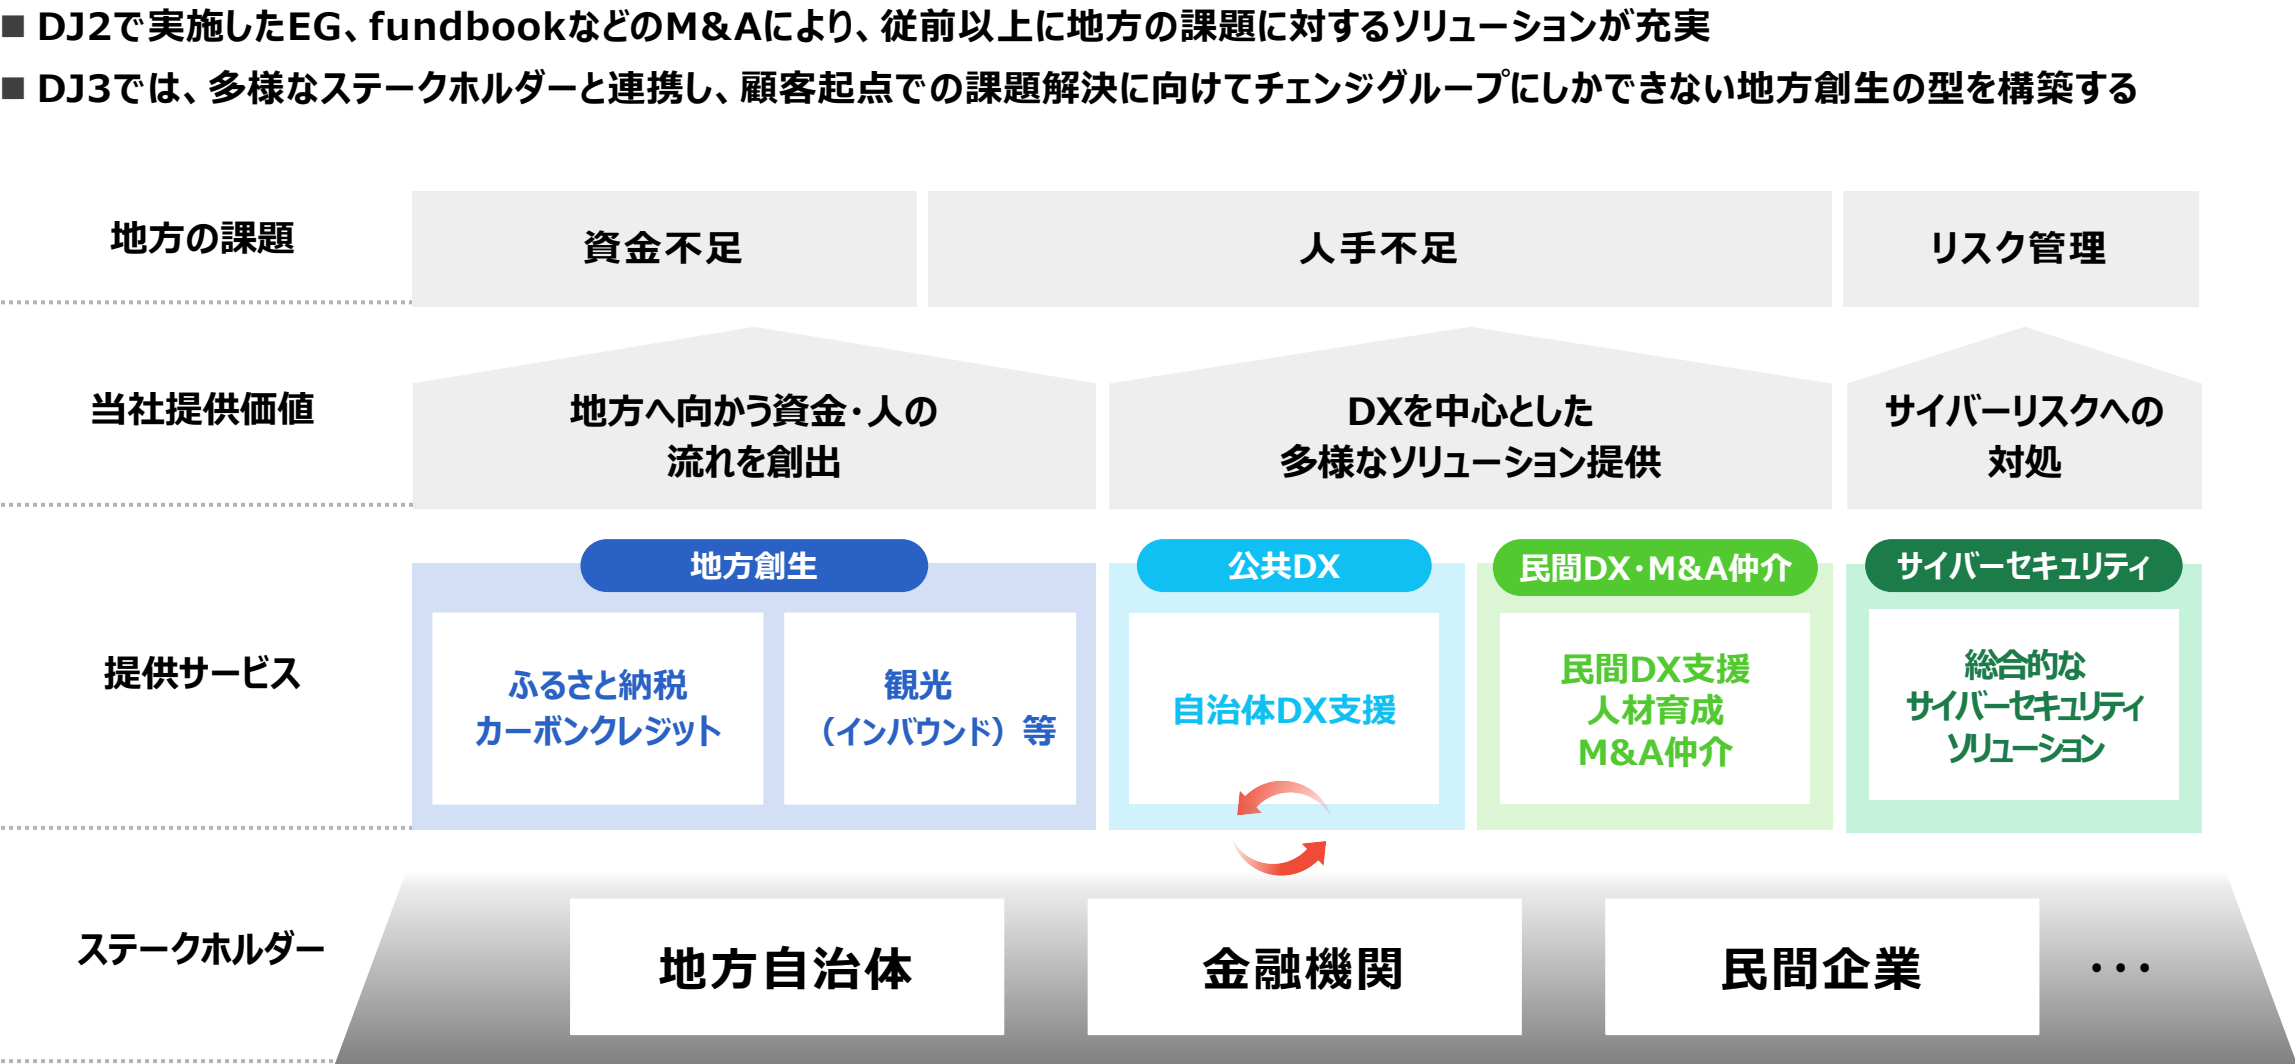 ■ DJ2で実施したEG、fundbookなどのM&Aにより、従前以上に地方の課題に対するソリューションが充実
■ DJ3では、多様なステークホルダーと連携し、顧客起点での課題解決に向けてチェンジグループにしかできない地方創生の型を構築する
地方の課題
資金不足
人手不足
リスク管理
当社提供価値
地方へ向かう資金・人の
流れを創出
DXを中心とした
多様なソリューション提供
サイバーリスクへの
対処
提供サービス
地方創生
ふるさと納税
カーボンクレジット
観光
（インバウンド）等
公共DX
自治体DX支援
民間DX・M&A仲介
民間DX支援
人材育成
M&A仲介
サイバーセキュリティ
総合的な
サイバーセキュリティ
ソリューション
ステークホルダー
地方自治体
金融機関
民間企業
・・・